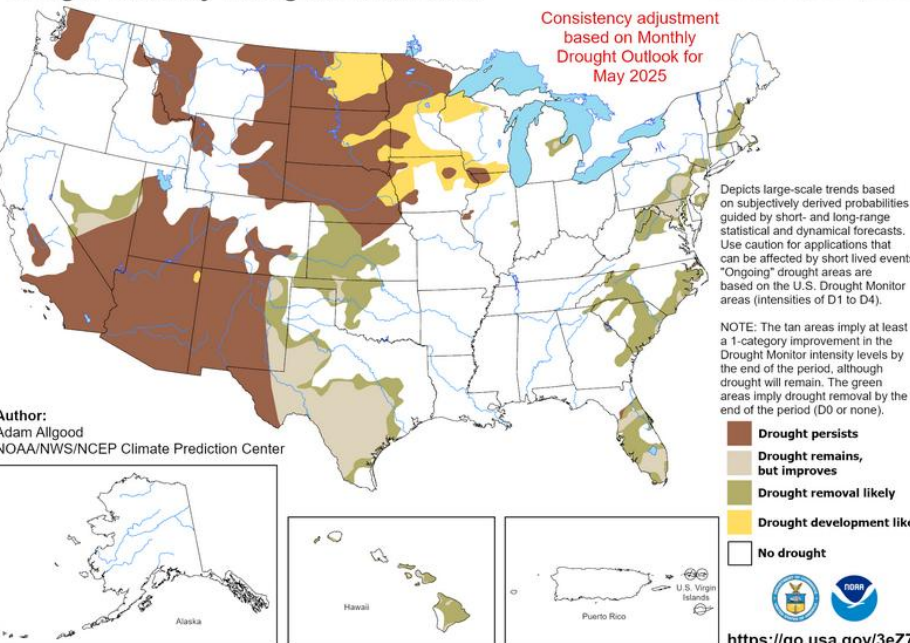 Consistency adjustment
based on Monthly
Drought Outlook for
May 2025
Depicts large-scale trends based
on subjectively derived probabilities
guided by short- and long-range
statistical and dynamical forecasts.
Use caution for applications that
can be affected by short lived events.
"Ongoing" drought areas are
based on the U.S. Drought Monitor
areas (intensities of D1 to D4).
NOTE: The tan areas imply at least
a 1-category improvement in the
Drought Monitor intensity levels by
the end of the period, although
drought will remain. The green
areas imply drought removal by the
end of the period (D0 or none).
Author:
Adam Allgood
NOAA/NWS/NCEP Climate Prediction Center
Drought persists
Drought remains,
but improves
Drought removal likely
Drought development like
No drought
Alaska
Hawaii
Puerto Rico
U.S. Virgin
Islands
NOAA